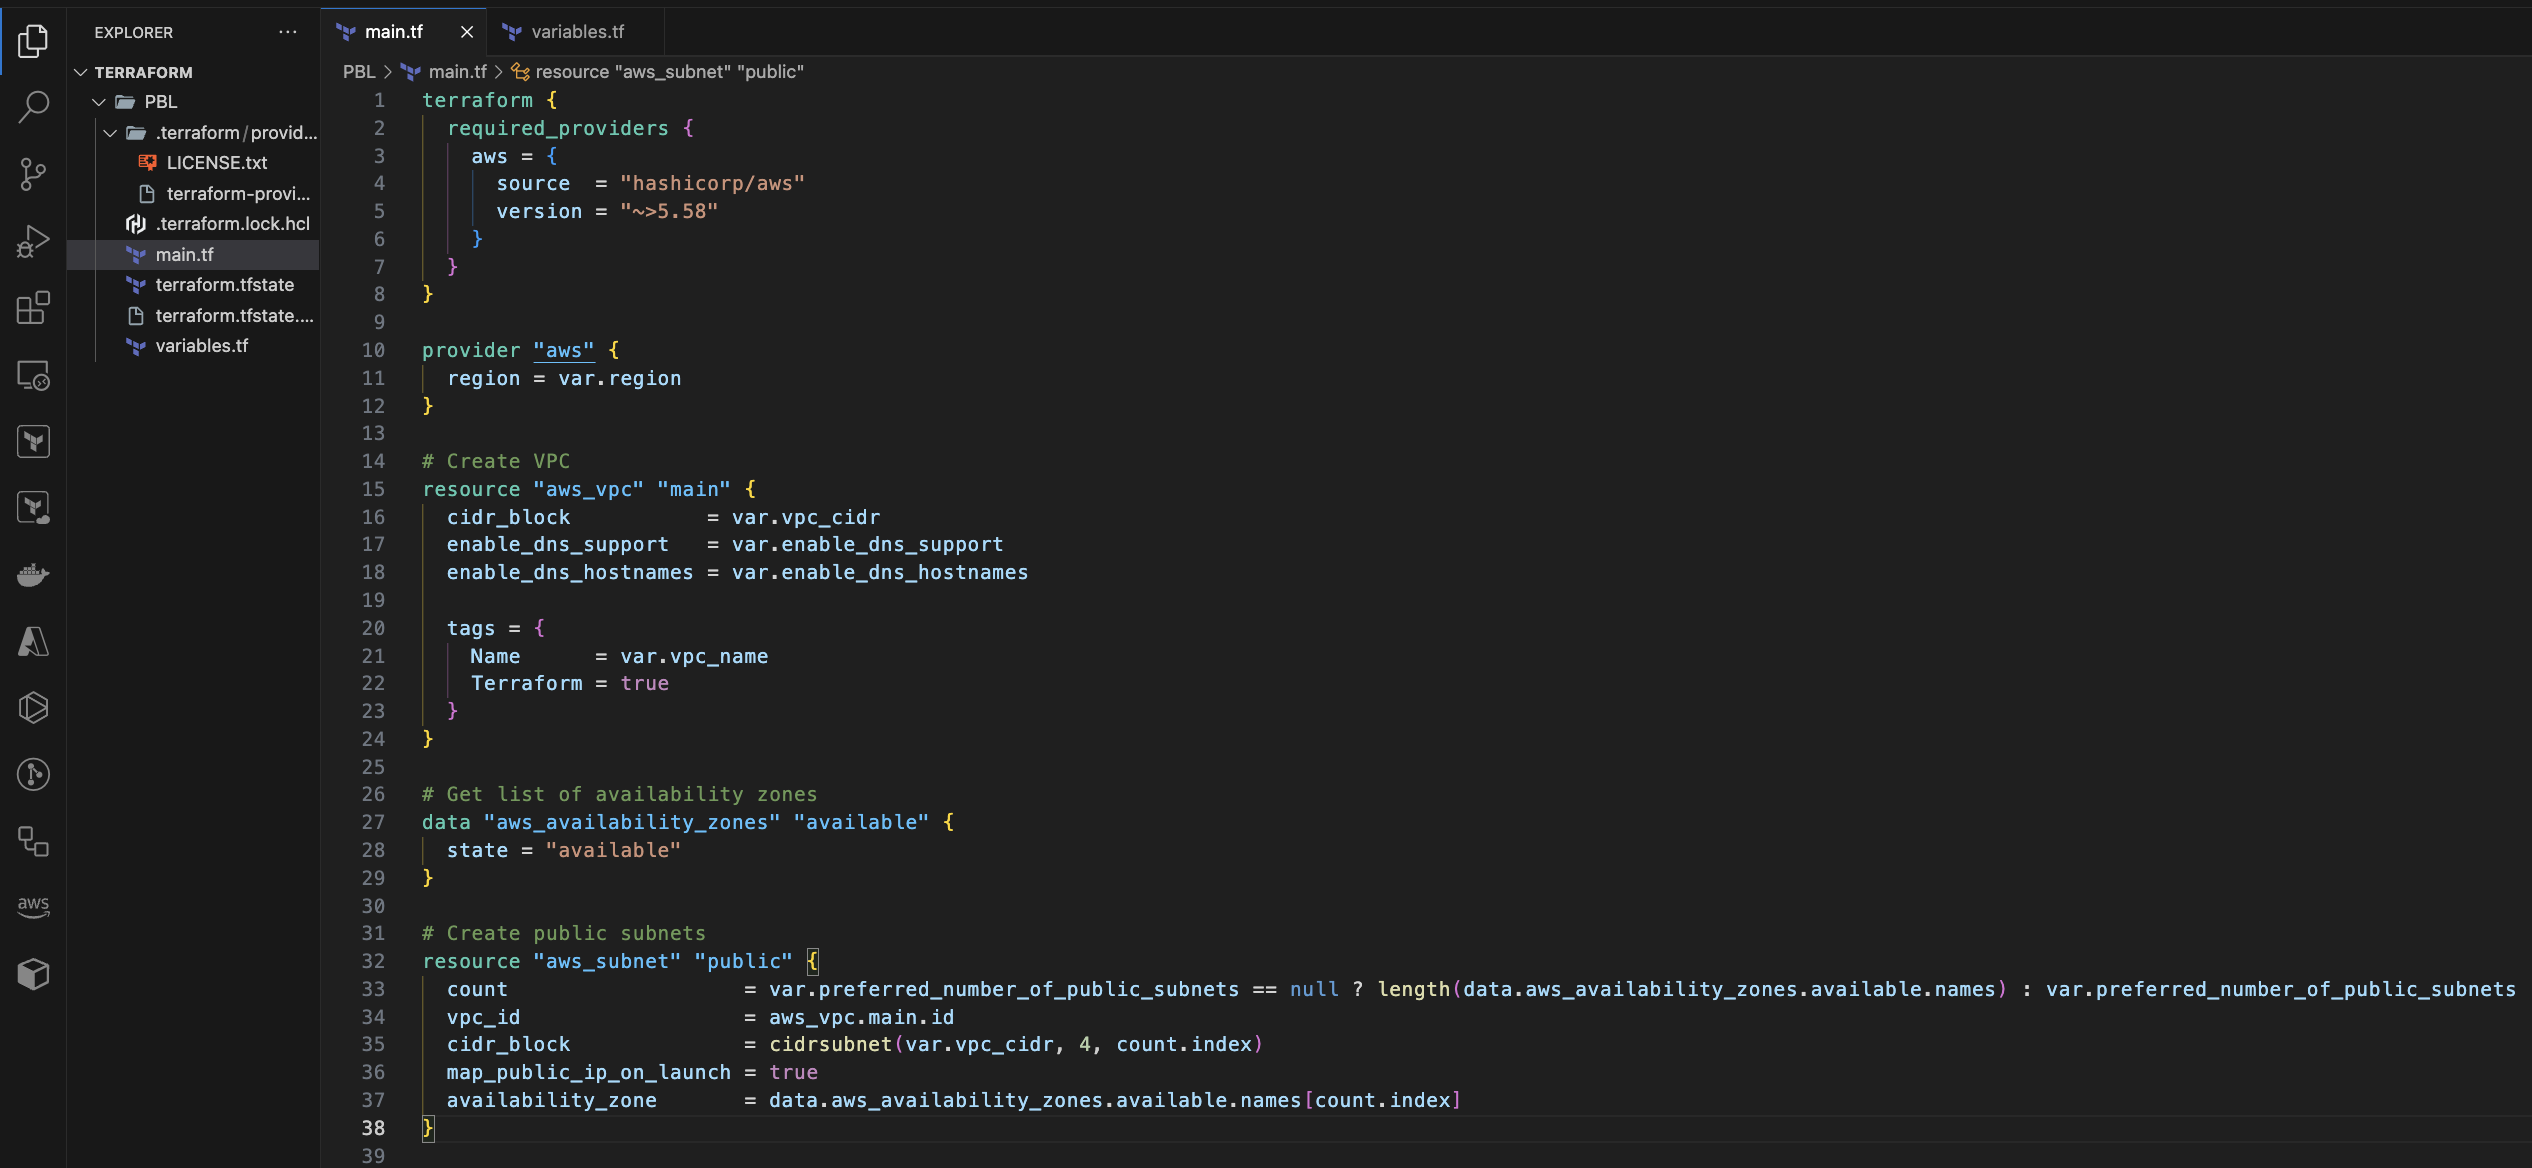 EXPLORER
TERRAFORM
PBL
.terraform/provid...
LICENSE.txt
terraform-provi...
.terraform.lock.hcl
main.tf
terraform.tfstate
terraform.tfstate....
variables.tf
aws
main.tf
variables.tf
PBL > main.tf > resource "aws_subnet" "public"
1 terraform {
2   required_providers {
3     aws = {
4       source  = "hashicorp/aws"
5       version = "~>5.58"
6     }
7   }
8 }
9
10 provider "aws" {
11   region = var.region
12 }
13
14 # Create VPC
15 resource "aws_vpc" "main" {
16   cidr_block           = var.vpc_cidr
17   enable_dns_support   = var.enable_dns_support
18   enable_dns_hostnames = var.enable_dns_hostnames
19
20   tags = {
21     Name      = var.vpc_name
22     Terraform = true
23   }
24 }
25
26 # Get list of availability zones
27 data "aws_availability_zones" "available" {
28   state = "available"
29 }
30
31 # Create public subnets
32 resource "aws_subnet" "public" {
33   count                   = var.preferred_number_of_public_subnets == null ? length(data.aws_availability_zones.available.names) : var.preferred_number_of_public_subnets
34   vpc_id                  = aws_vpc.main.id
35   cidr_block              = cidrsubnet(var.vpc_cidr, 4, count.index)
36   map_public_ip_on_launch = true
37   availability_zone       = data.aws_availability_zones.available.names[count.index]
38 }
39